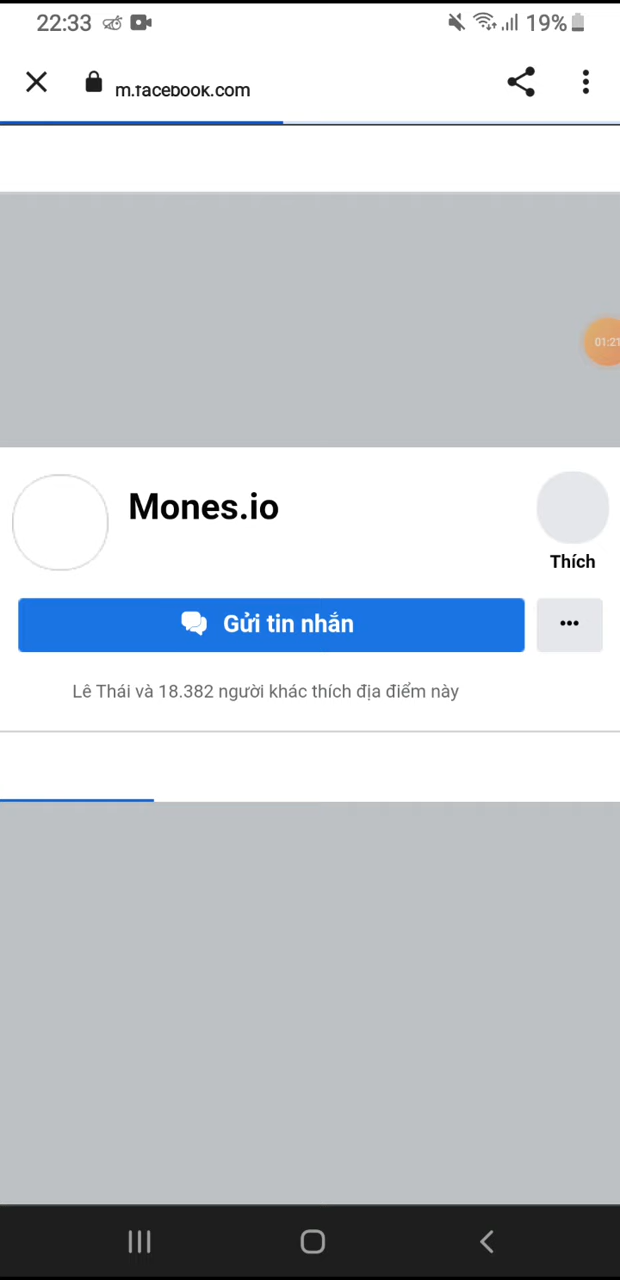 22:33 19%
m.facebook.com
01:21
Mones.io
Thích
Gửi tin nhắn
Lê Thái và 18.382 người khác thích địa điểm này